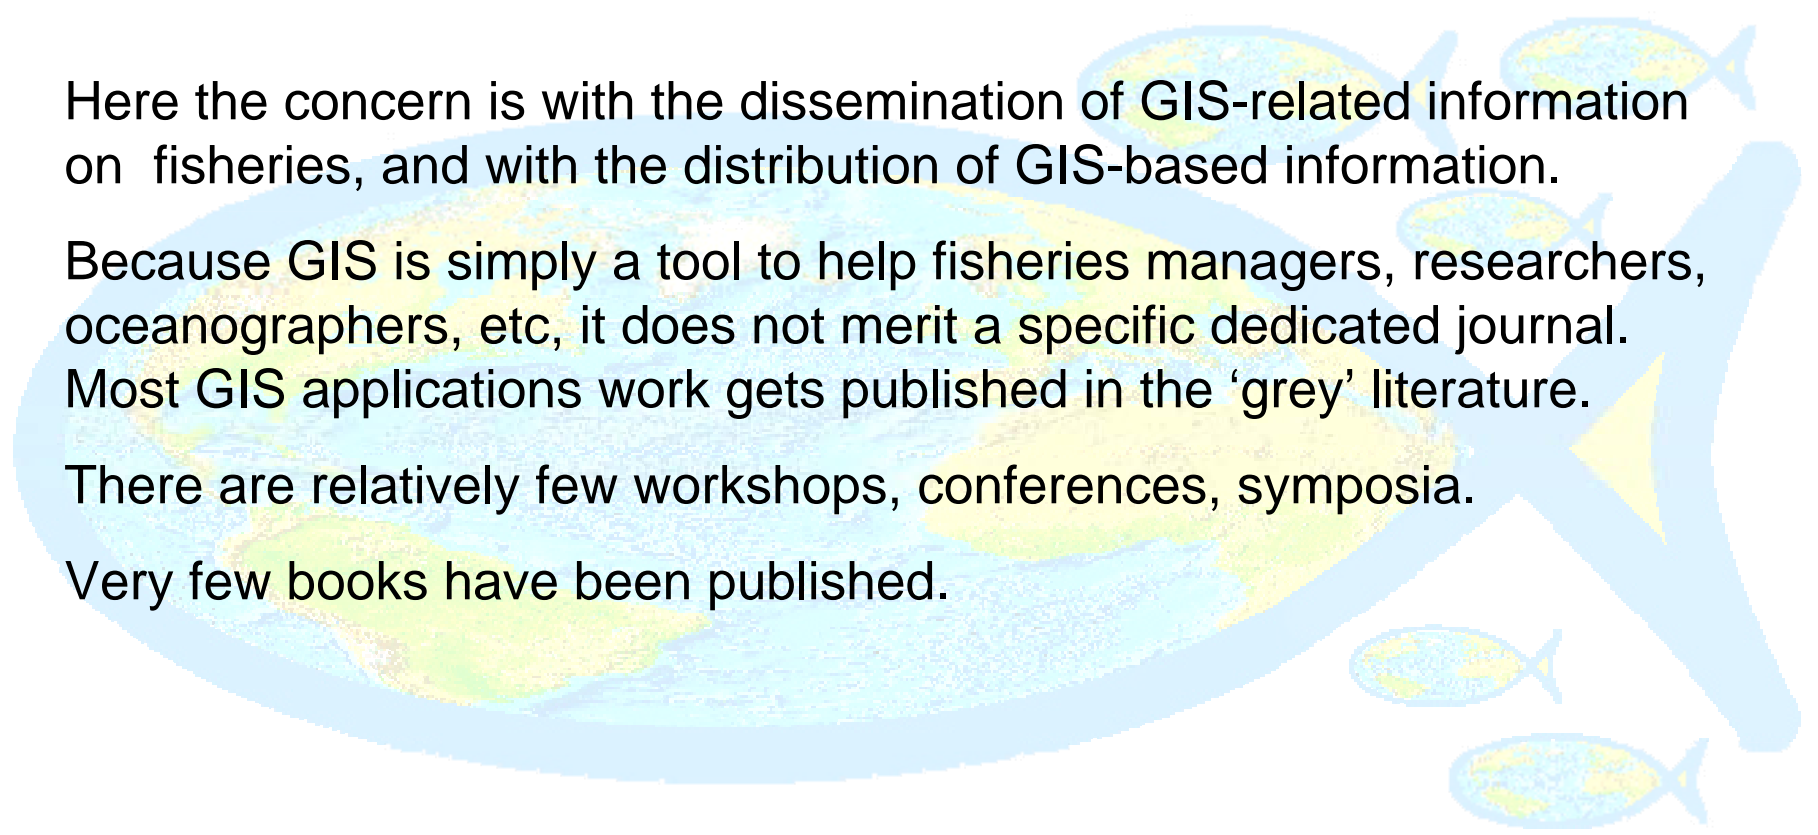 Here the concern is with the dissemination of GIS-related information
on  fisheries, and with the distribution of GIS-based information.
Because GIS is simply a tool to help fisheries managers, researchers,
oceanographers, etc, it does not merit a specific dedicated journal.
Most GIS applications work gets published in the ‘grey’ literature.
There are relatively few workshops, conferences, symposia.
Very few books have been published.